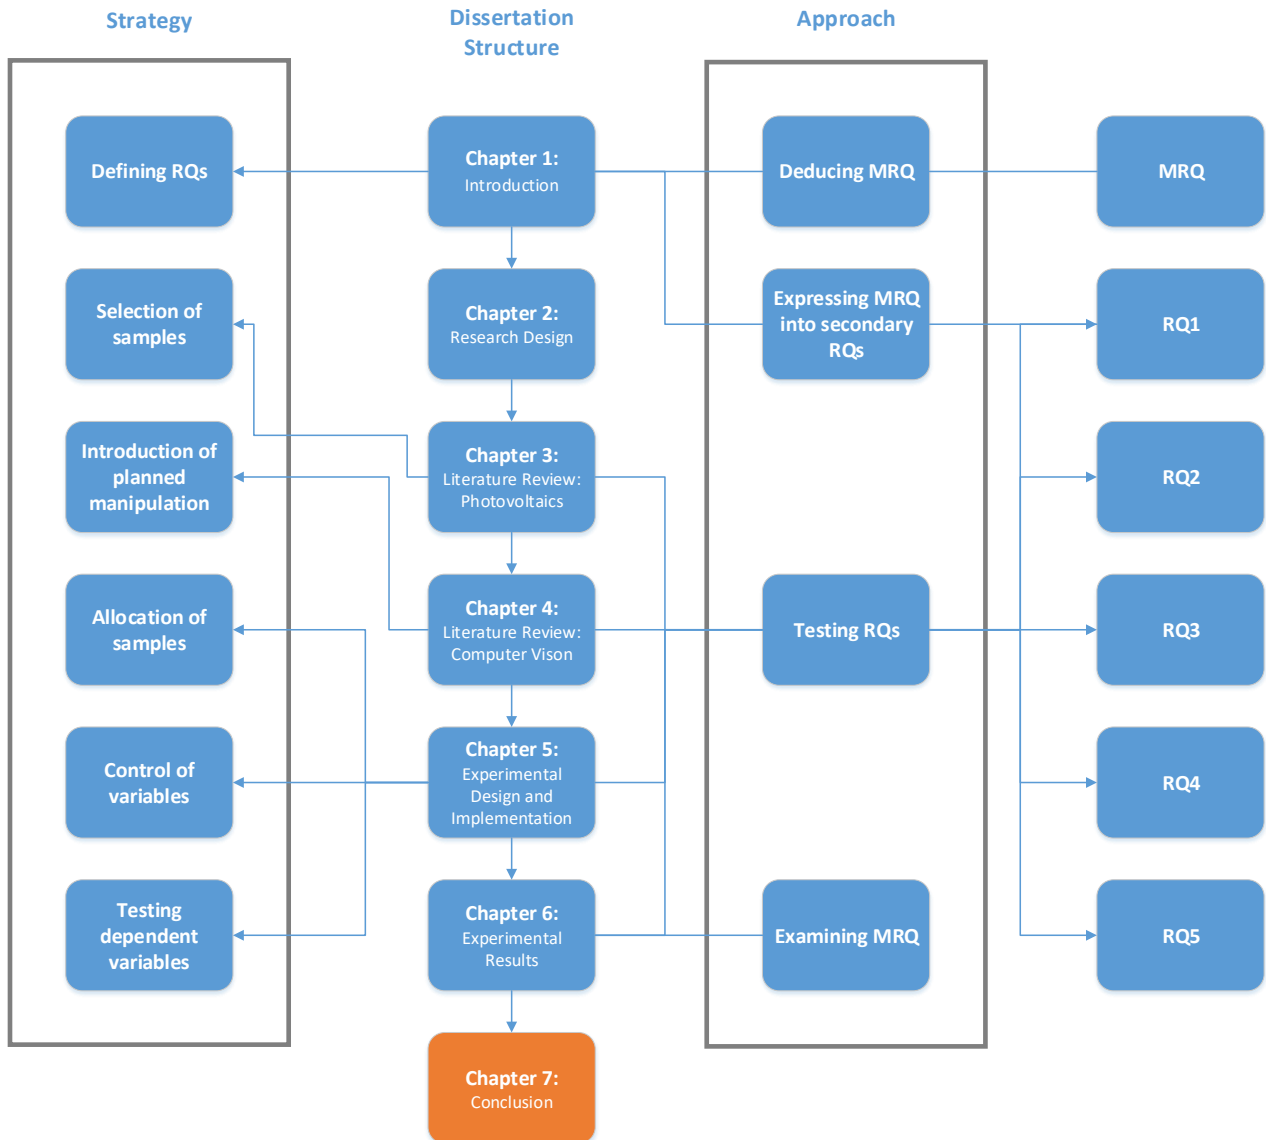 Strategy
Dissertation
Structure
Approach
Defining RQs
Chapter 1:
Introduction
Deducing MRQ
MRQ
Selection of
samples
Chapter 2:
Research Design
Expressing MRQ
into secondary
RQs
RQ1
Introduction of
planned
manipulation
Chapter 3:
Literature Review:
Photovoltaics
RQ2
Allocation of
samples
Chapter 4:
Literature Review:
Computer Vison
Testing RQs
RQ3
Control of
variables
Chapter 5:
Experimental
Design and
Implementation
RQ4
Testing
dependent
variables
Chapter 6:
Experimental
Results
Examining MRQ
RQ5
Chapter 7:
Conclusion